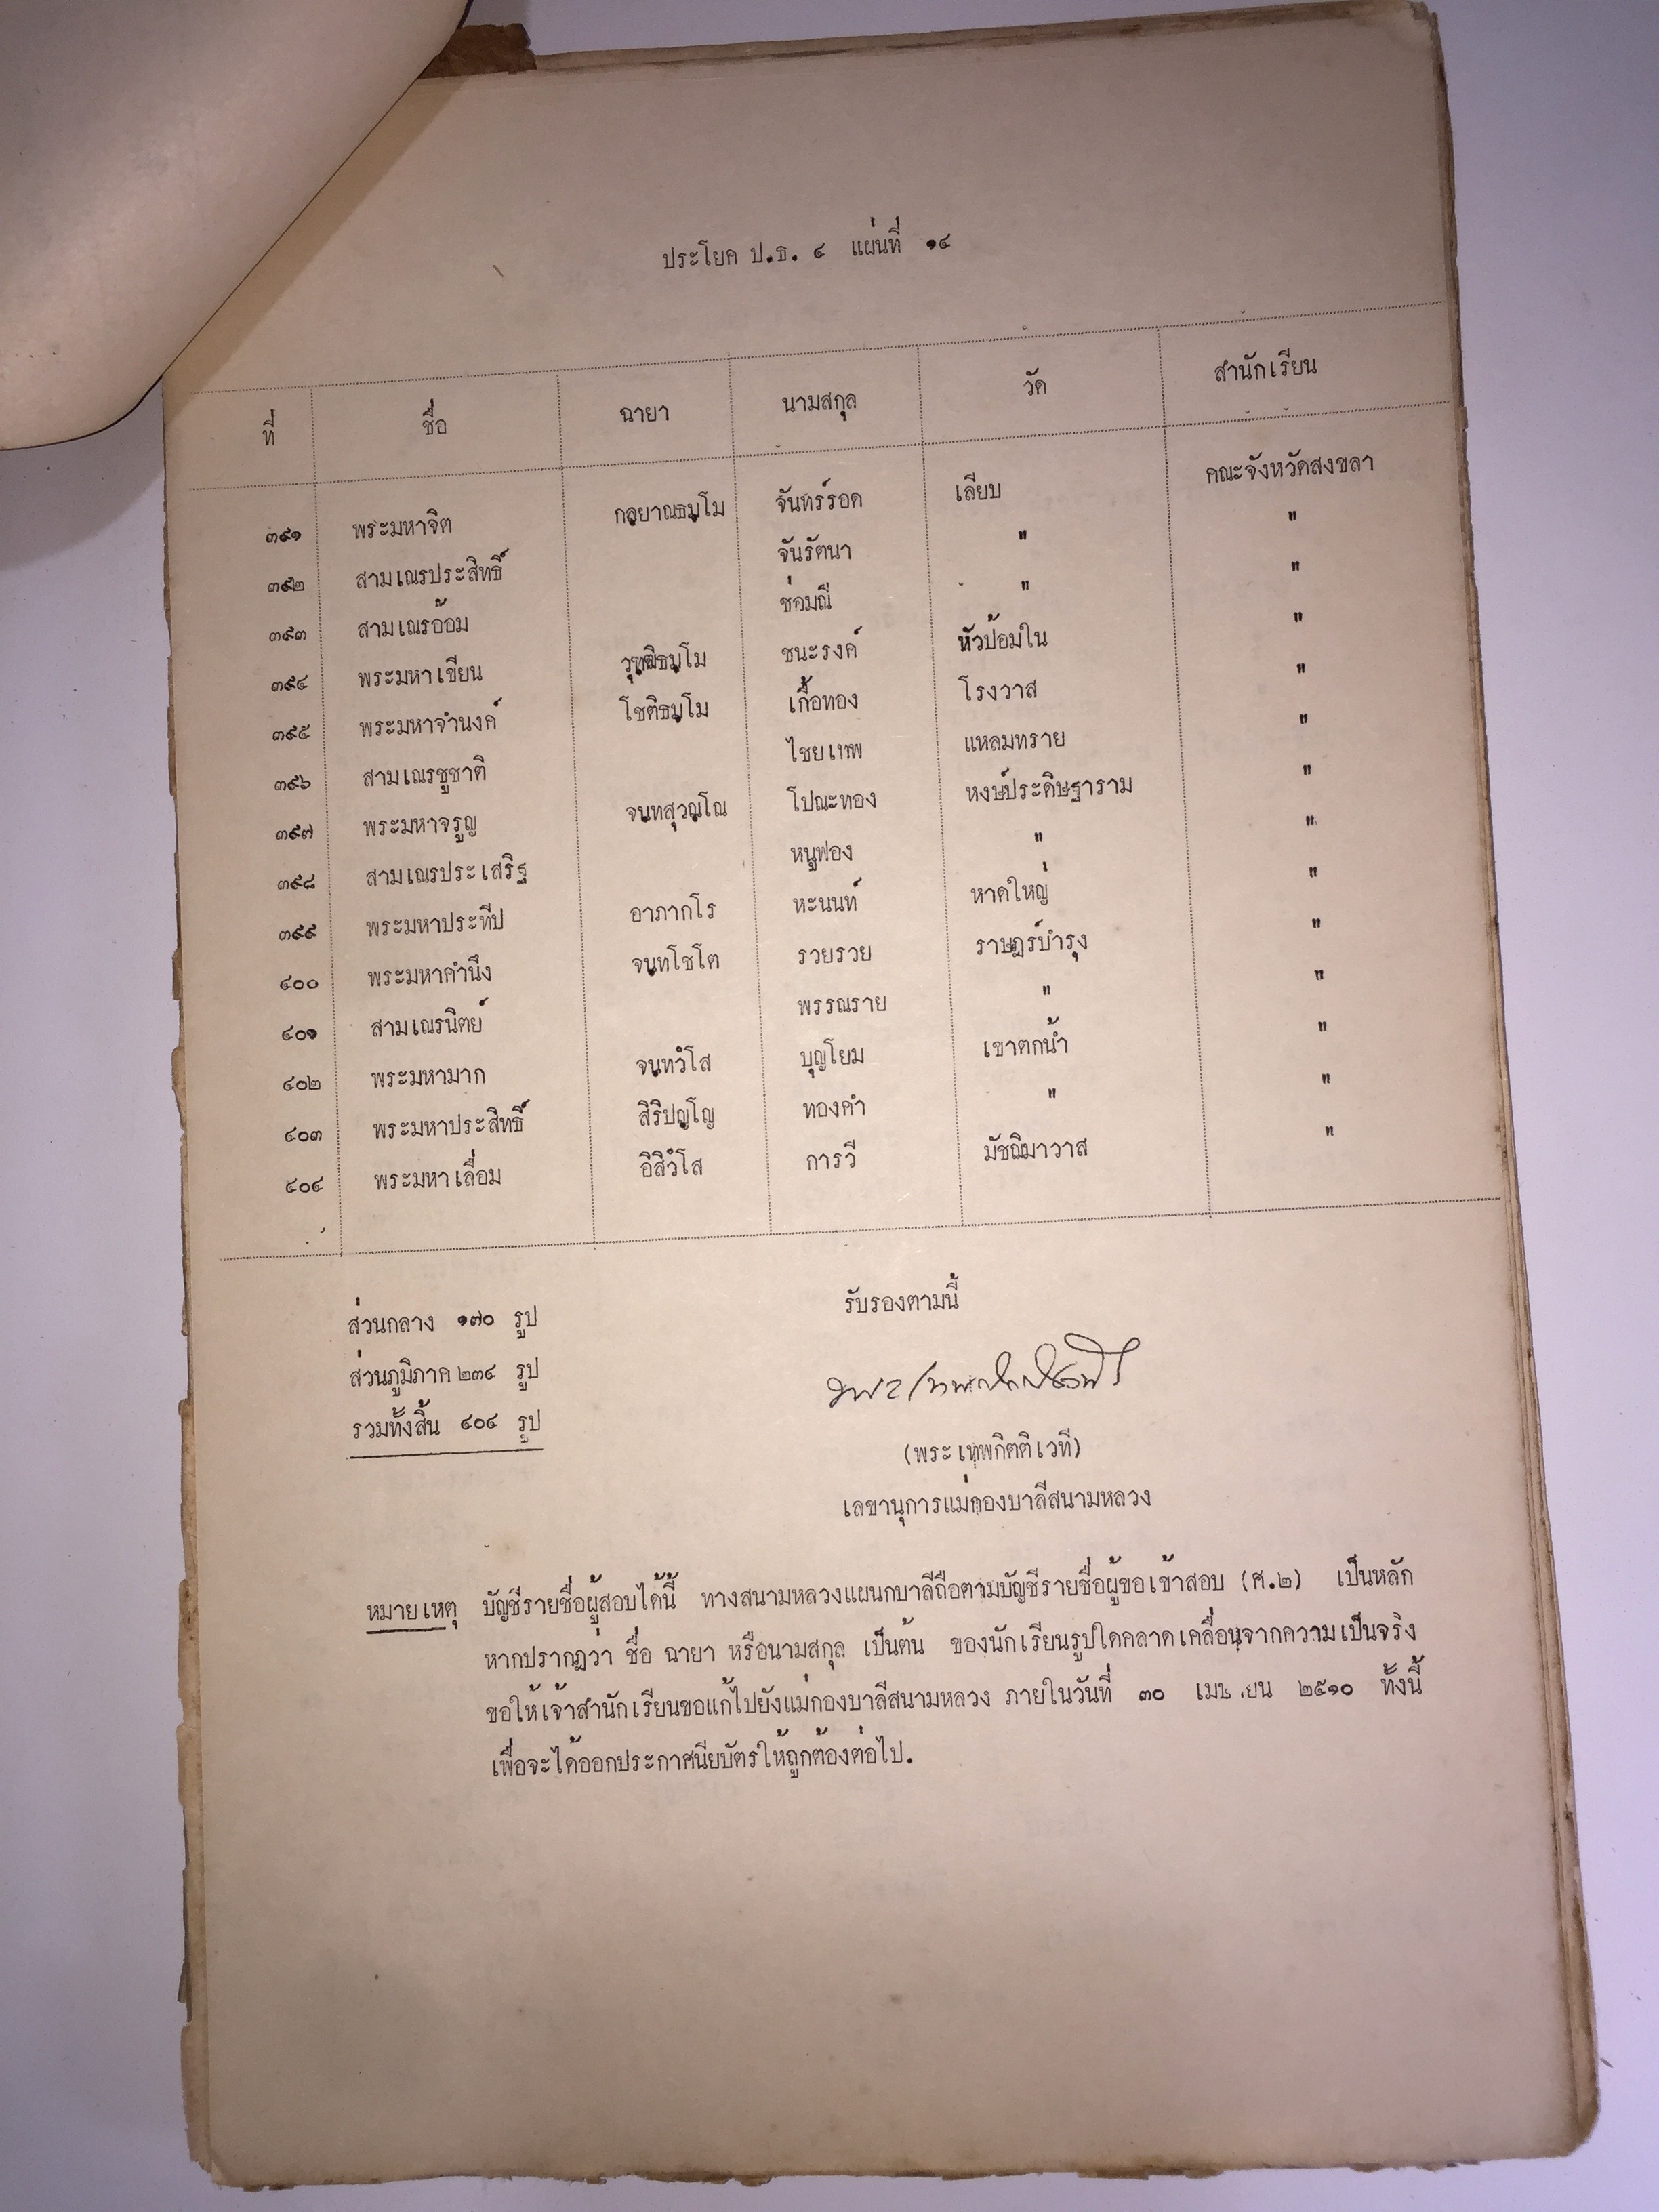 ประโยค ป.ธ. ๔ แผ่นที่ ๑๔
ที่ ชื่อ ฉายา นามสกุล วัด สำนักเรียน
๓๙๑ พระมหาจิต กลฺยาณธมฺโม จันทร์รอด เลียบ คณะจังหวัดสงขลา
๓๙๒ สามเณรประสิทธิ์ จันรัตนา " "
๓๙๓ สามเณรอ้อม ช่อมณี " "
๓๙๔ พระมหาเขียน วุฑฺฒิธมฺโม ชนะรงค์ หัวป้อมใน "
๓๙๕ พระมหาจำนงค์ โชติธมฺโม เกื้อทอง โรงวาส "
๓๙๖ สามเณรชูชาติ ไชยเทพ แหลมทราย "
๓๙๗ พระมหาจรูญ จนฺทสุวณฺโณ โปณะทอง หงษ์ประดิษฐาราม "
๓๙๘ สามเณรประเสริฐ หนูฟอง " "
๓๙๙ พระมหาประทีป อาภากโร หะนนท์ หาดใหญ่ "
๔๐๐ พระมหาคำนึง จนฺทโชโต รวยรวย ราษฎร์บำรุง "
๔๐๑ สามเณรนิตย์ พรรณราย " "
๔๐๒ พระมหามาก จนฺทวํโส บุญโยม เขาตกน้ำ "
๔๐๓ พระมหาประสิทธิ์ สิริปญฺโญ ทองคำ " "
๔๐๔ พระมหาเลื่อม อิสิวํโส การวี มัชฌิมาวาส "
ส่วนกลาง ๑๗๐ รูป
ส่วนภูมิภาค ๒๓๔ รูป
รวมทั้งสิ้น ๔๐๔ รูป
รับรองตามนี้
(พระเทพกิตติเวที)
เลขานุการแม่กองบาลีสนามหลวง
หมายเหตุ บัญชีรายชื่อผู้สอบได้นี้ ทางสนามหลวงแผนกบาลีถือตามบัญชีรายชื่อผู้ขอเข้าสอบ (ศ.๒) เป็นหลัก
หากปรากฏว่า ชื่อ ฉายา หรือนามสกุล เป็นต้น ของนักเรียนรูปใดคลาดเคลื่อนจากความเป็นจริง
ขอให้เจ้าสำนักเรียนขอแก้ไปยังแม่กองบาลีสนามหลวง ภายในวันที่ ๓๐ เมษายน ๒๕๑๐ ทั้งนี้
เพื่อจะได้ออกประกาศนียบัตรให้ถูกต้องต่อไป.